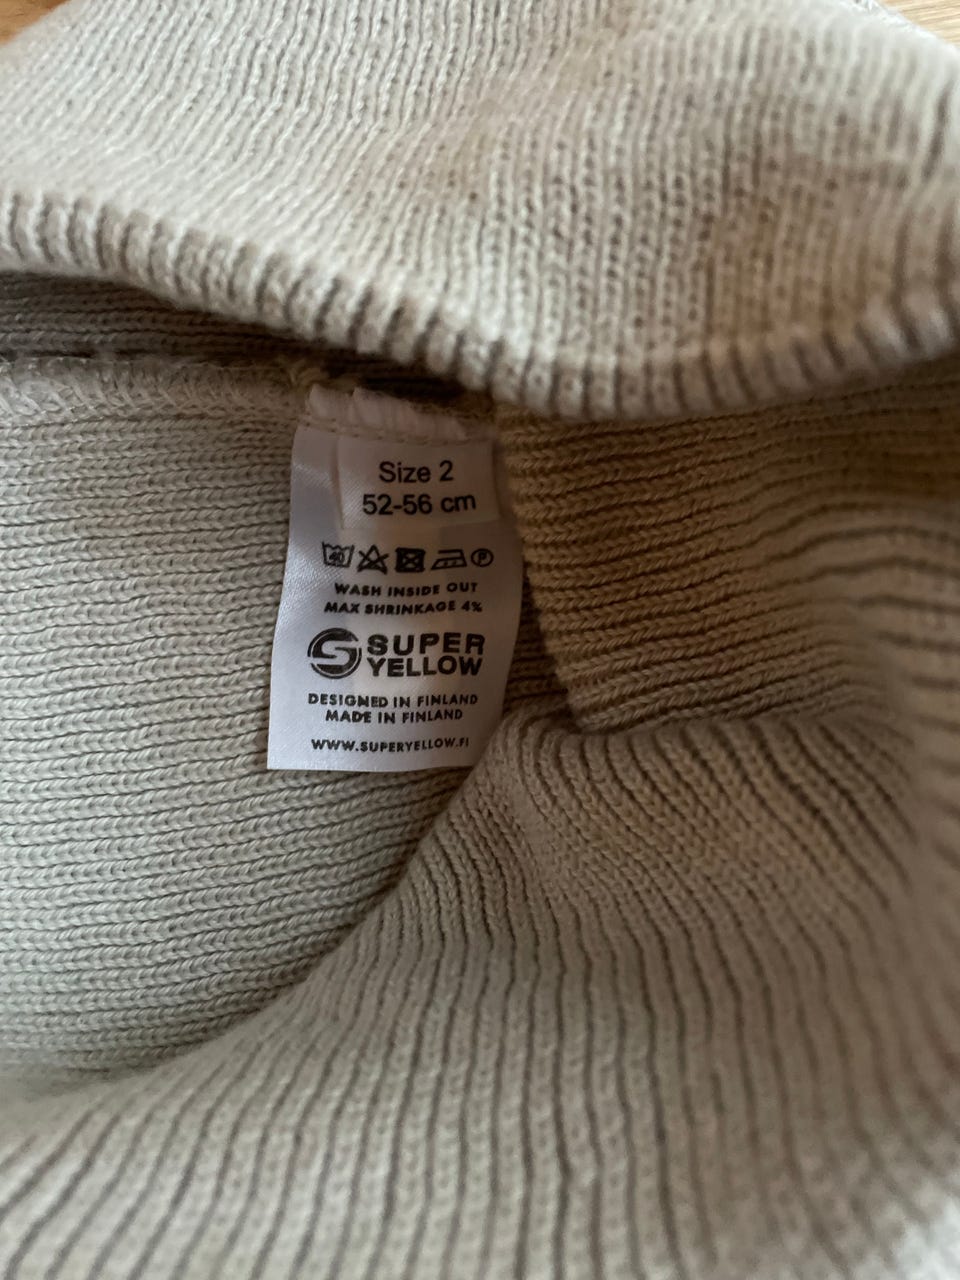 Size 2
52-56 cm
40 P
WASH INSIDE OUT
MAX SHRINKAGE 4%
SUPER
YELLOW
DESIGNED IN FINLAND
MADE IN FINLAND
WWW.SUPERYELLOW.FI